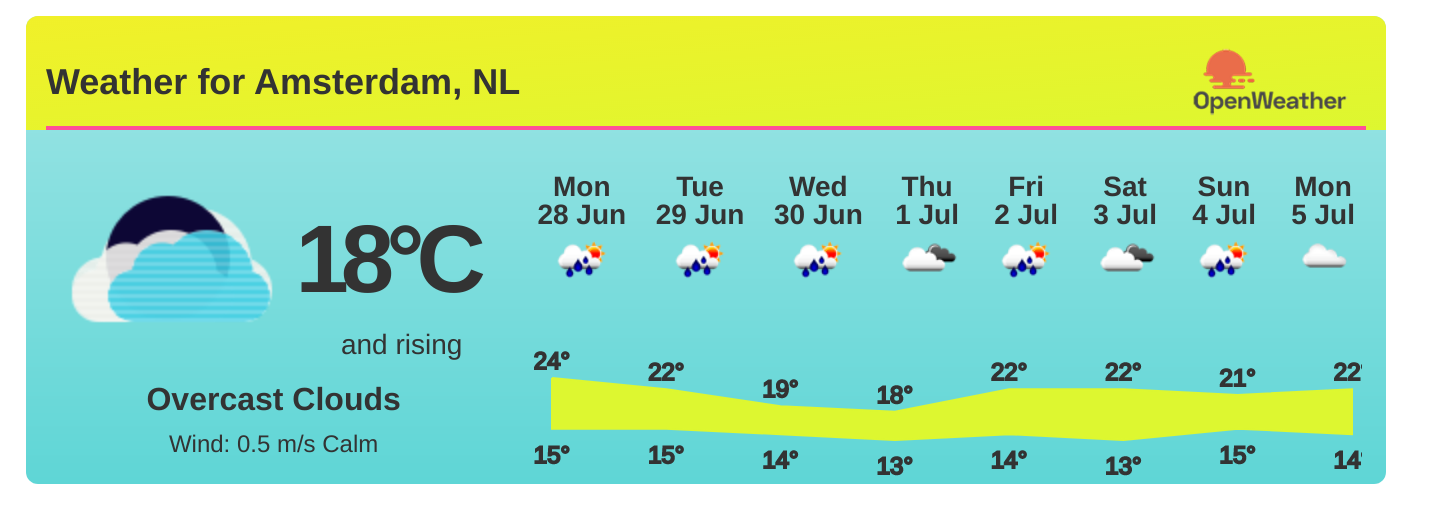 Weather for Amsterdam, NL
OpenWeather
18°C
and rising
Overcast Clouds
Wind: 0.5 m/s Calm
Mon Tue Wed Thu Fri Sat Sun Mon
28 Jun 29 Jun 30 Jun 1 Jul 2 Jul 3 Jul 4 Jul 5 Jul
24° 22° 19° 18° 22° 22° 21° 22°
15° 15° 14° 13° 14° 13° 15° 14°